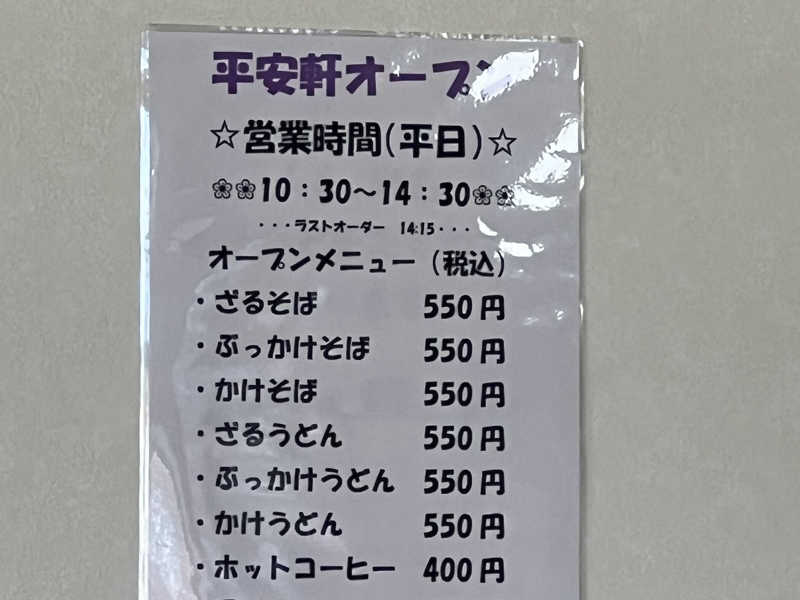 平安軒オープン
☆営業時間(平日)☆
10：30～14：30
・・・ラストオーダー 14:15・・・
オープンメニュー（税込）
・ざるそば 550円
・ぶっかけそば 550円
・かけそば 550円
・ざるうどん 550円
・ぶっかけうどん 550円
・かけうどん 550円
・ホットコーヒー 400円